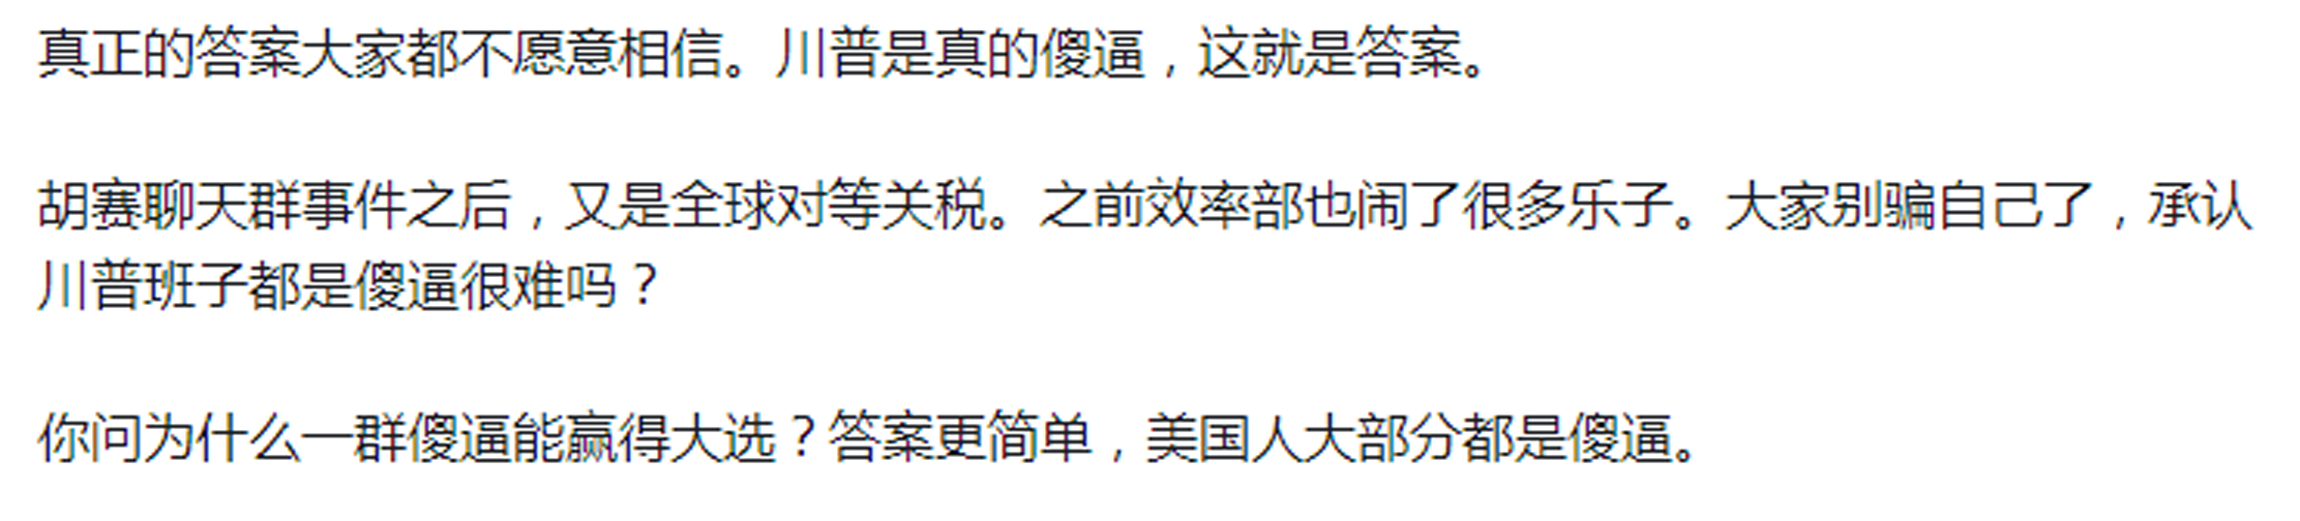 真正的答案大家都不愿意相信。川普是真的傻逼，这就是答案。
胡赛聊天群事件之后，又是全球对等关税。之前效率部也闹了很多乐子。大家别骗自己了，承认
川普班子都是傻逼很难吗？
你问为什么一群傻逼能赢得大选？答案更简单，美国人大部分都是傻逼。